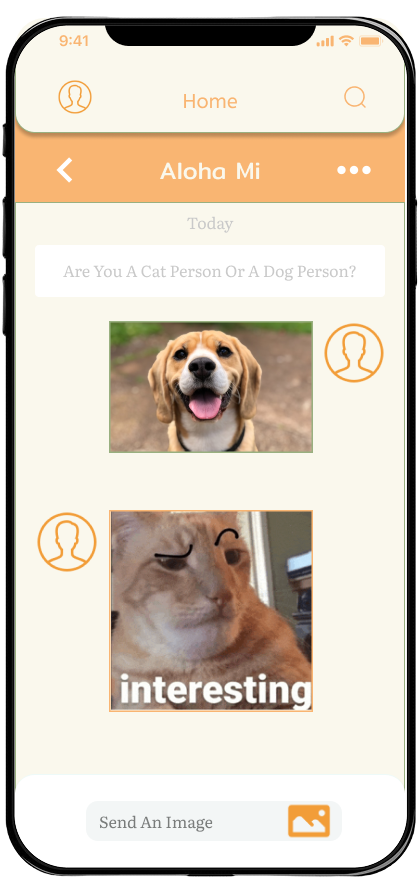 9:41
Home
Aloha Mi
Today
Are You A Cat Person Or A Dog Person?
interesting
Send An Image